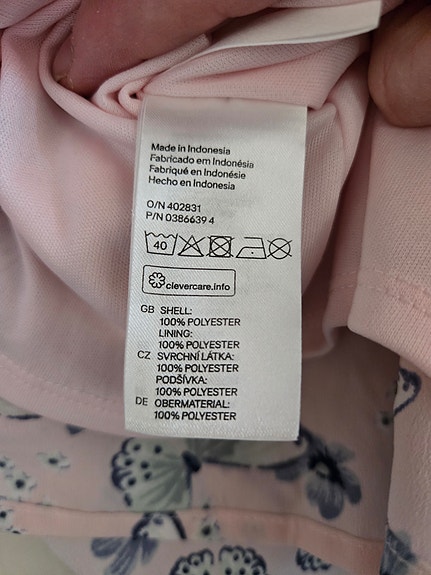 Made in Indonesia
Fabricado em Indonésia
Fabriqué en Indonésie
Hecho en Indonesia
O/N 402831
P/N 0386639 4
40
clevercare.info
GB SHELL:
100% POLYESTER
LINING:
100% POLYESTER
CZ SVRCHNÍ LÁTKA:
100% POLYESTER
PODŠÍVKA:
100% POLYESTER
DE OBERMATERIAL:
100% POLYESTER